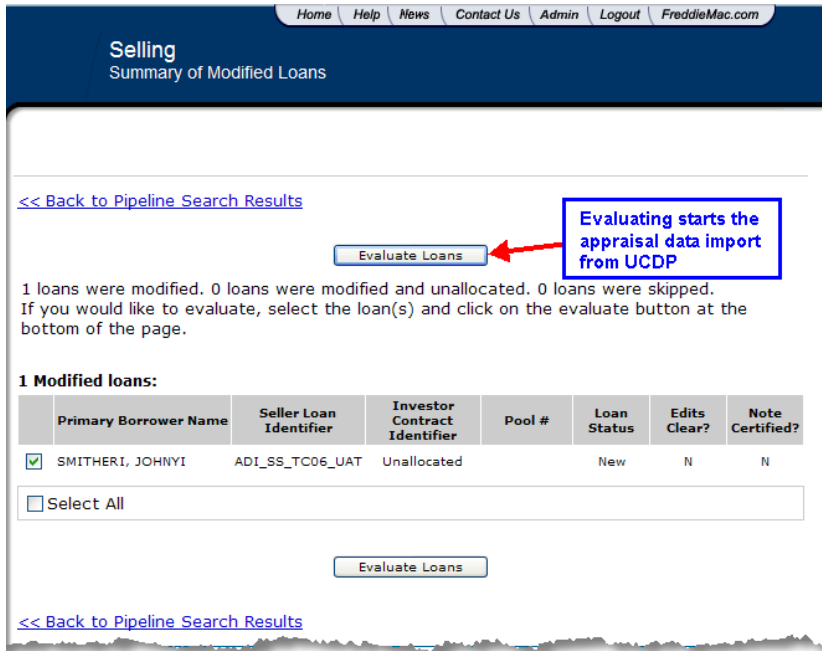 Home Help News Contact Us Admin Logout FreddieMac.com
Selling
Summary of Modified Loans
<< Back to Pipeline Search Results
Evaluating starts the
appraisal data import
from UCDP
Evaluate Loans
1 loans were modified. 0 loans were modified and unallocated. 0 loans were skipped.
If you would like to evaluate, select the loan(s) and click on the evaluate button at the
bottom of the page.
1 Modified loans:
Primary Borrower Name Seller Loan Identifier Investor Contract Identifier Pool # Loan Status Edits Clear? Note Certified?
SMITHERI, JOHNYI ADI_SS_TC06_UAT Unallocated New N N
Select All
Evaluate Loans
<< Back to Pipeline Search Results